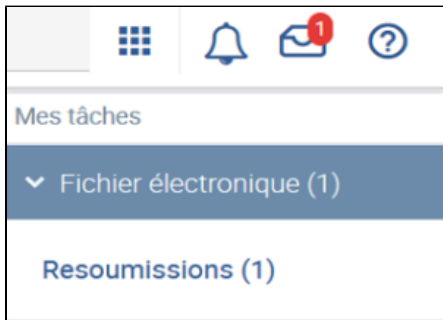 1
Mes tâches
Fichier électronique (1)
Resoumissions (1)